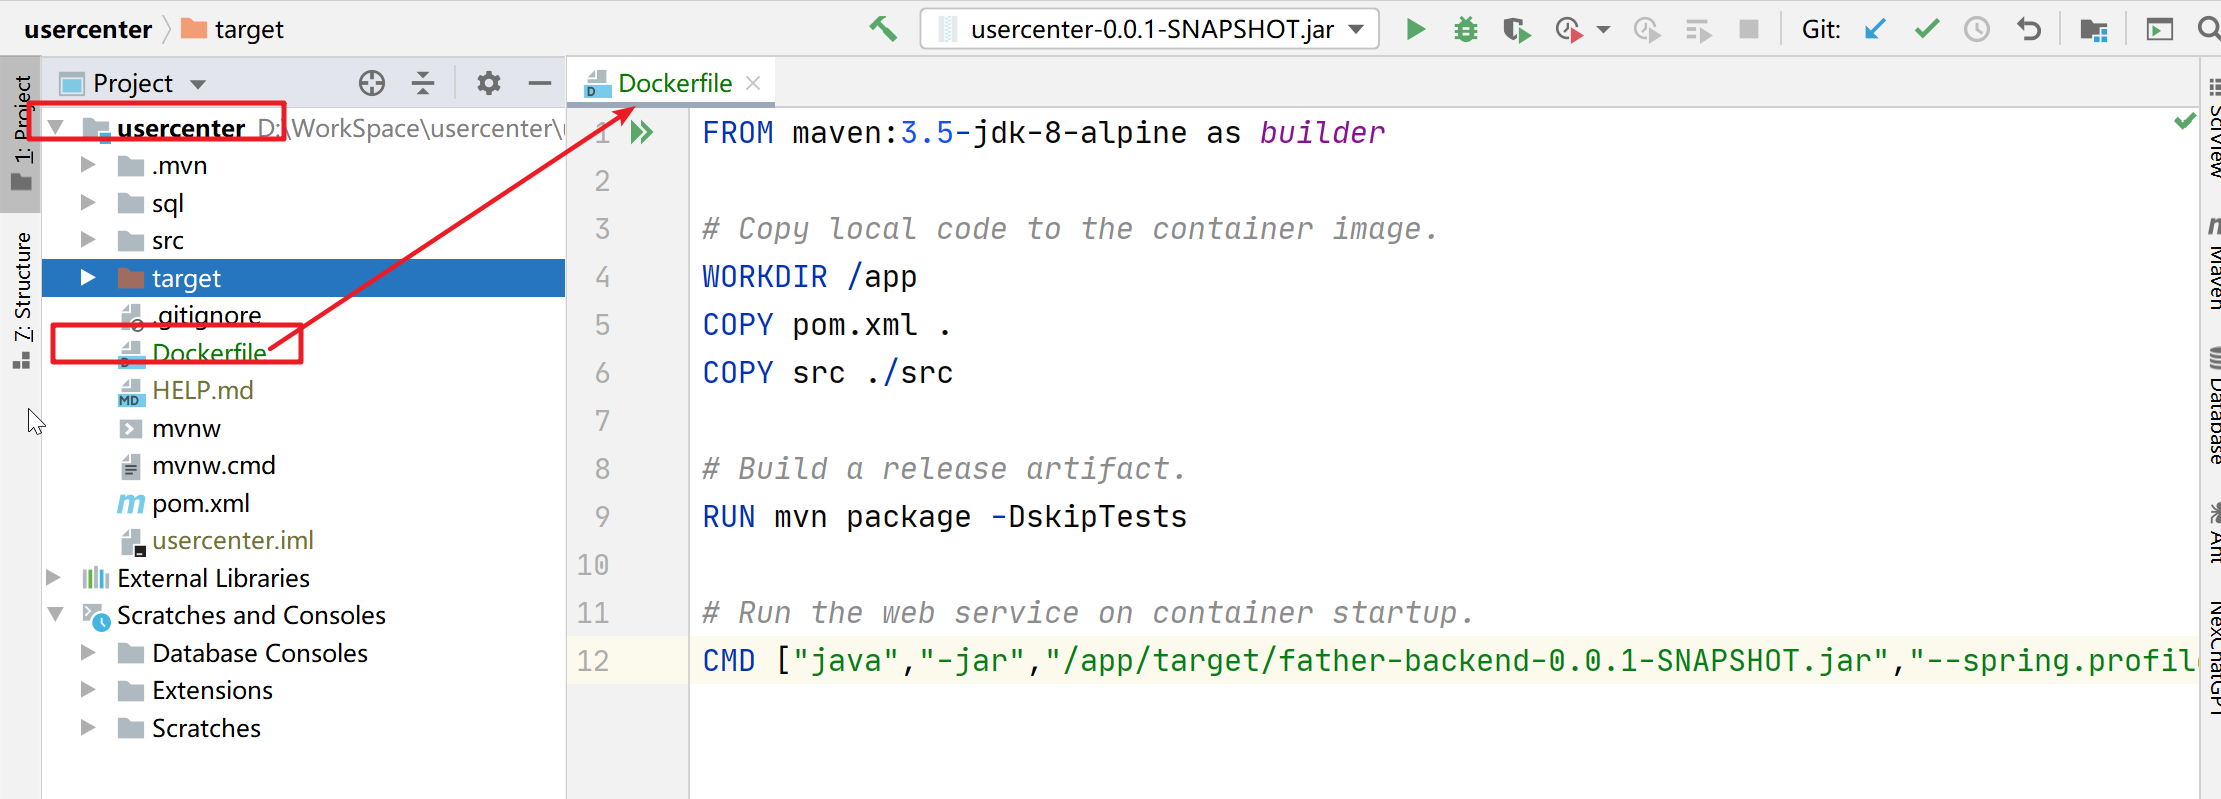 usercenter target
usercenter-0.0.1-SNAPSHOT.jar Git:
1: Project
7: Structure
Project
usercenter D:\WorkSpace\usercenter\
.mvn
sql
src
target
.gitignore
Dockerfile
HELP.md
mvnw
mvnw.cmd
pom.xml
usercenter.iml
External Libraries
Scratches and Consoles
Database Consoles
Extensions
Scratches
Dockerfile
1 FROM maven:3.5-jdk-8-alpine as builder
2
3 # Copy local code to the container image.
4 WORKDIR /app
5 COPY pom.xml .
6 COPY src ./src
7
8 # Build a release artifact.
9 RUN mvn package -DskipTests
10
11 # Run the web service on container startup.
12 CMD ["java","-jar","/app/target/father-backend-0.0.1-SNAPSHOT.jar","--spring.profil
SciView
Maven
Database
Ant
NexChatGPT